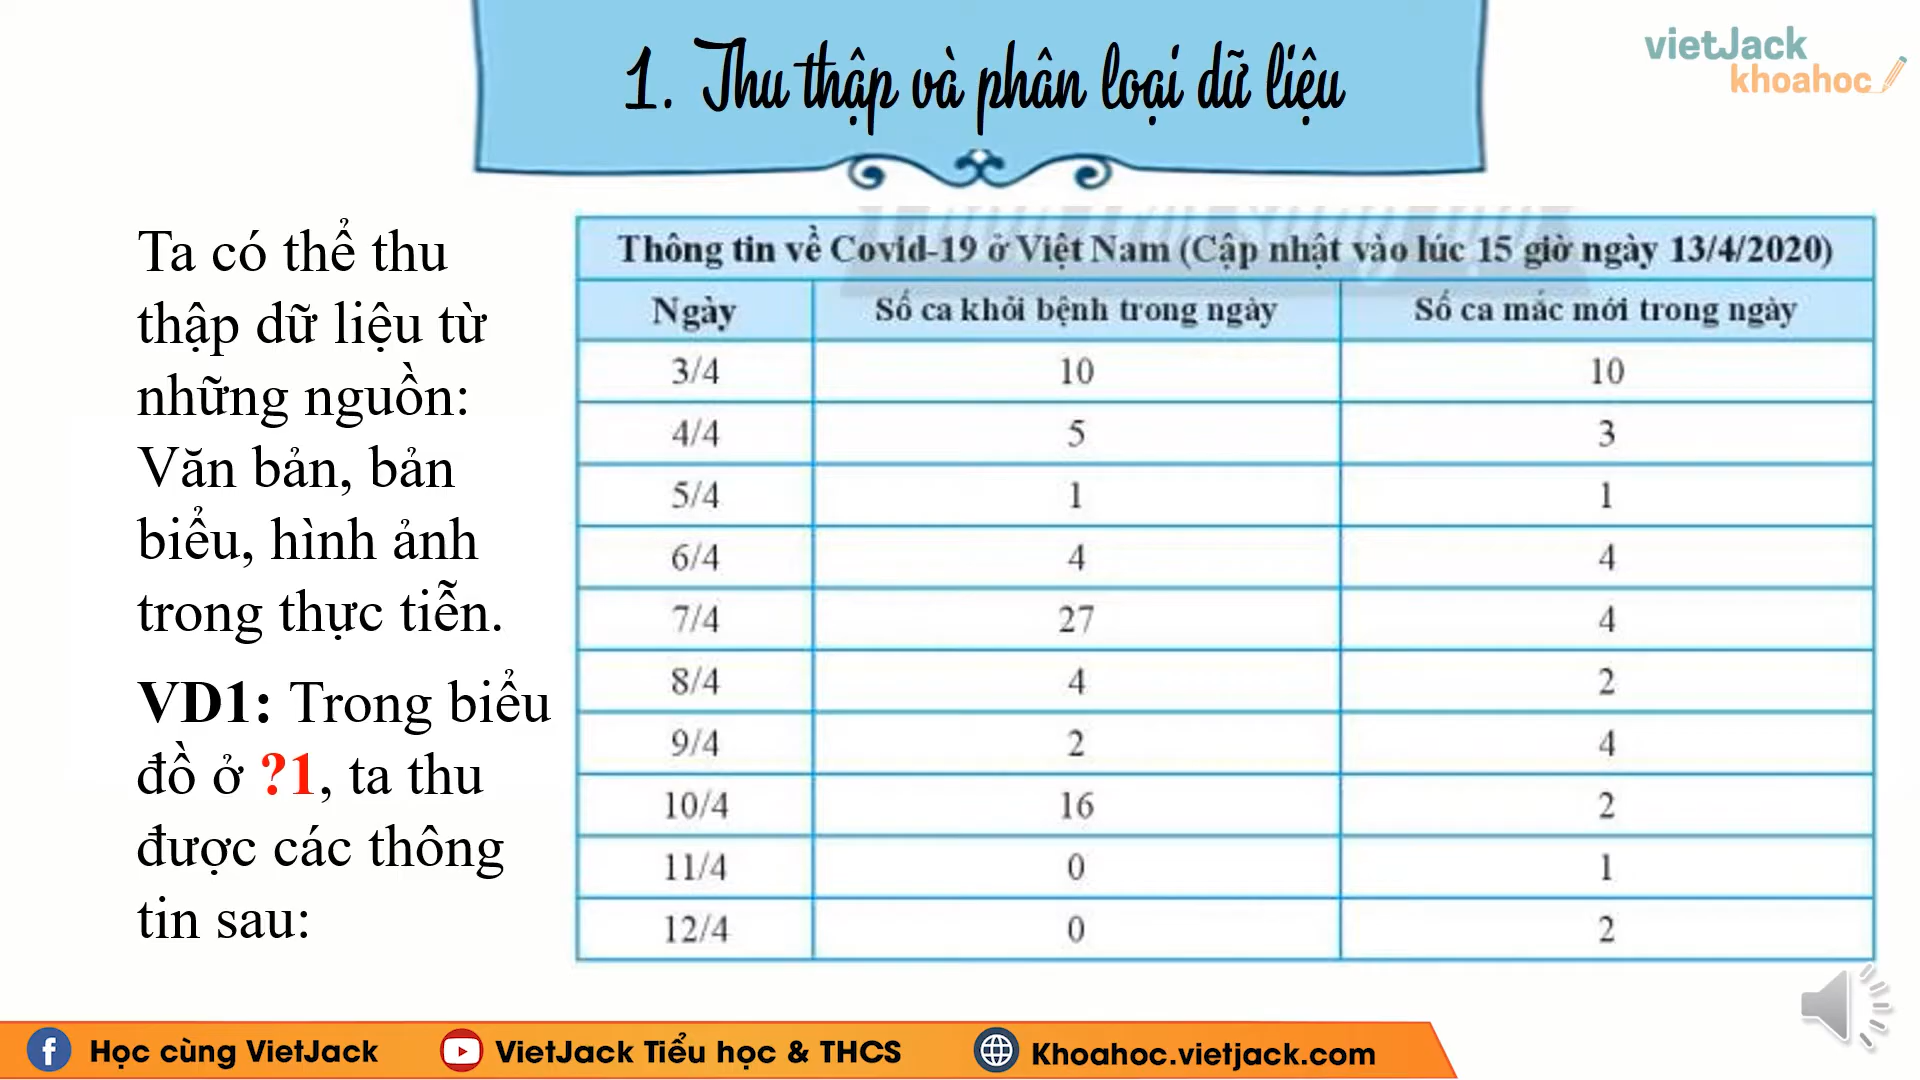 1. Thu thập và phân loại dữ liệu
vietJack
khoahoc
Ta có thể thu
thập dữ liệu từ
những nguồn:
Văn bản, bản
biểu, hình ảnh
trong thực tiễn.
VD1: Trong biểu
đồ ở ?1, ta thu
được các thông
tin sau:
Thông tin về Covid-19 ở Việt Nam (Cập nhật vào lúc 15 giờ ngày 13/4/2020)
Ngày Số ca khỏi bệnh trong ngày Số ca mắc mới trong ngày
3/4 10 10
4/4 5 3
5/4 1 1
6/4 4 4
7/4 27 4
8/4 4 2
9/4 2 4
10/4 16 2
11/4 0 1
12/4 0 2
Học cùng VietJack VietJack Tiểu học & THCS Khoahoc.vietjack.com